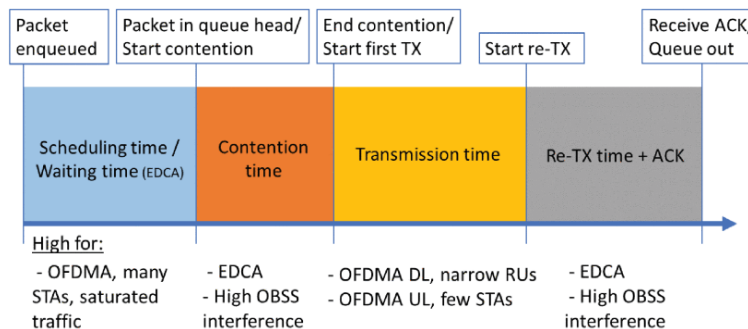 Packet
enqueued
Packet in queue head/
Start contention
End contention/
Start first TX
Start re-TX
Receive ACK,
Queue out
Scheduling time /
Waiting time (EDCA)
Contention
time
Transmission time
Re-TX time + ACK
High for:
- OFDMA, many
STAs, saturated
traffic
- EDCA
- High OBSS
interference
- OFDMA DL, narrow RUs
- OFDMA UL, few STAs
- EDCA
- High OBSS
interference